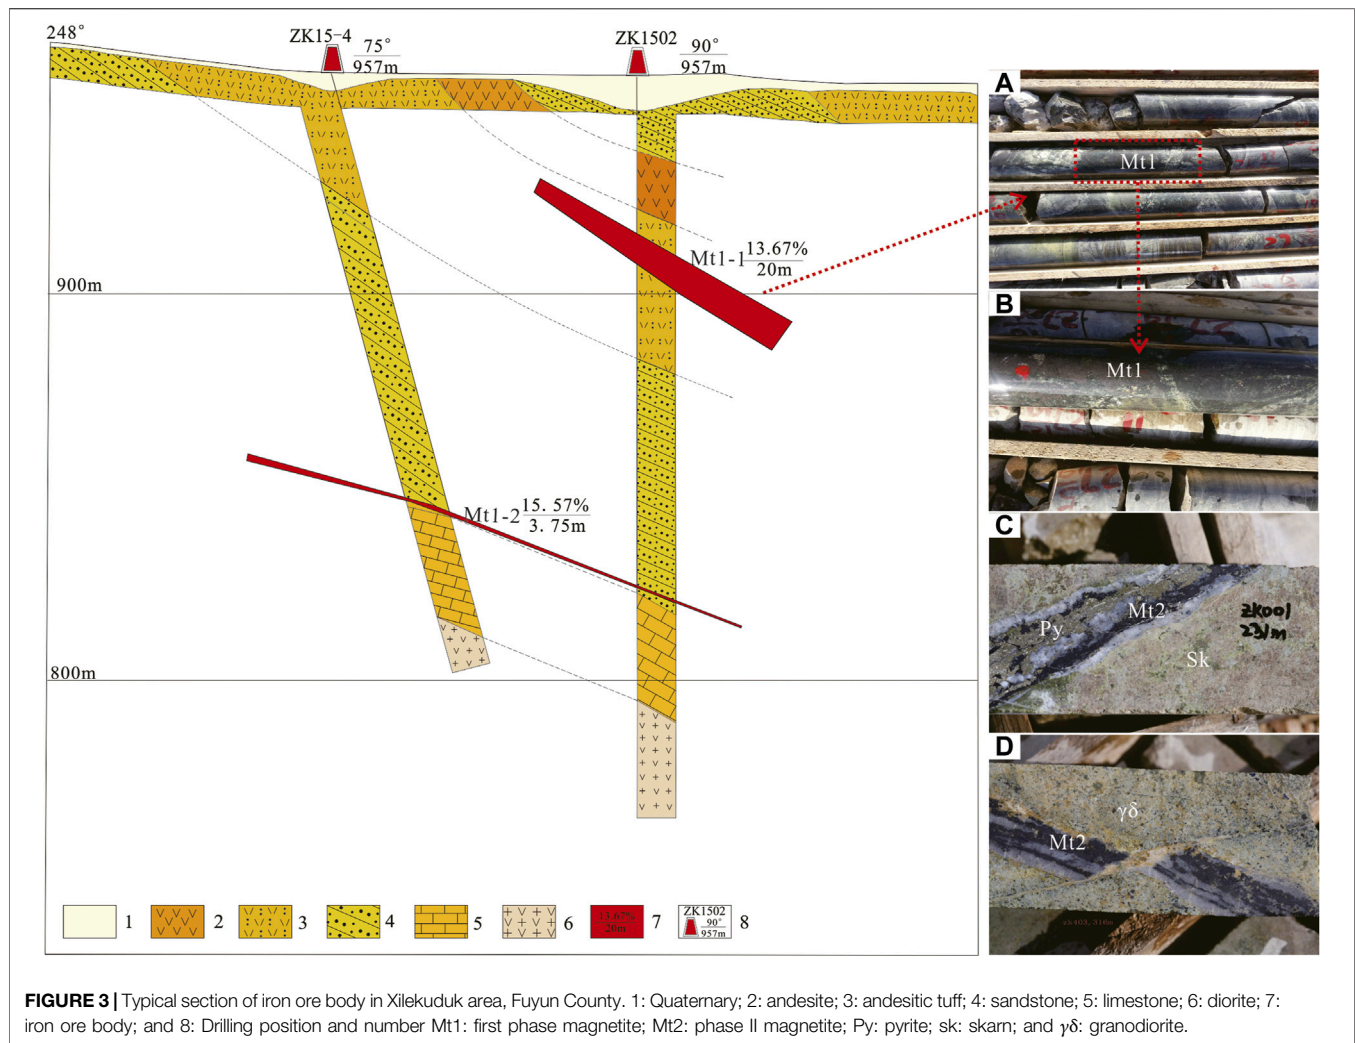 248°
ZK15-4
75°
957m
ZK1502
90°
957m
Mt1-1
13.67%
20m
900m
Mt1-2
15. 57%
3. 75m
800m
1
2
3
4
5
6
13.67%
20m
7
ZK1502
90°
957m
8
A
Mt1
B
Mt1
C
Mt2
Py
Sk
ZK001
231m
D
γδ
Mt2
FIGURE 3 | Typical section of iron ore body in Xilekuduk area, Fuyun County. 1: Quaternary; 2: andesite; 3: andesitic tuff; 4: sandstone; 5: limestone; 6: diorite; 7:
iron ore body; and 8: Drilling position and number Mt1: first phase magnetite; Mt2: phase II magnetite; Py: pyrite; sk: skarn; and γδ: granodiorite.